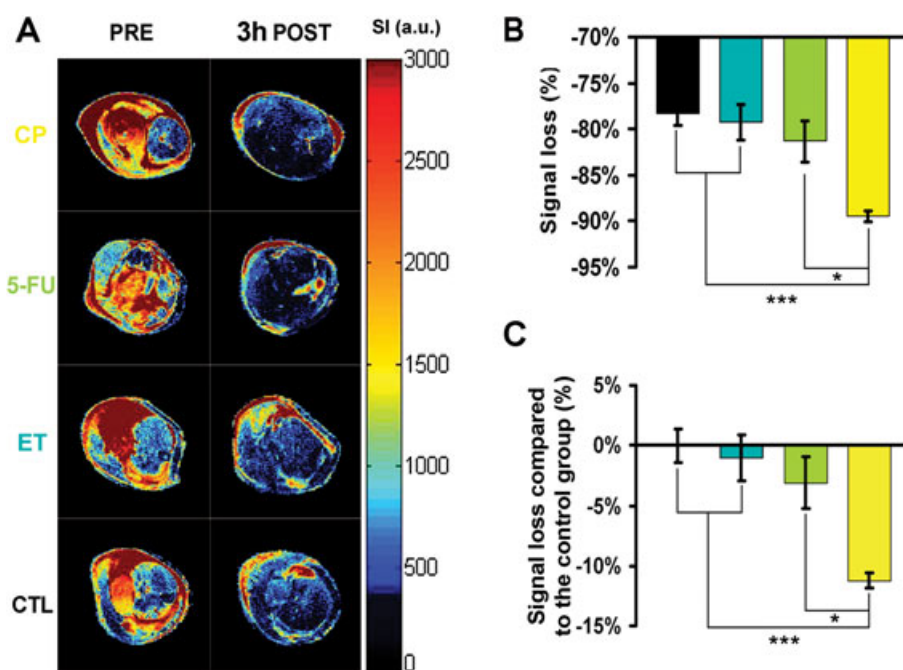 A
PRE
3h POST
SI (a.u.)
3000
2500
2000
1500
1000
500
0
CP
5-FU
ET
CTL
B
Signal loss (%)
-70%
-75%
-80%
-85%
-90%
-95%
*
***
C
Signal loss compared
to the control group (%)
5%
0%
-5%
-10%
-15%
*
***